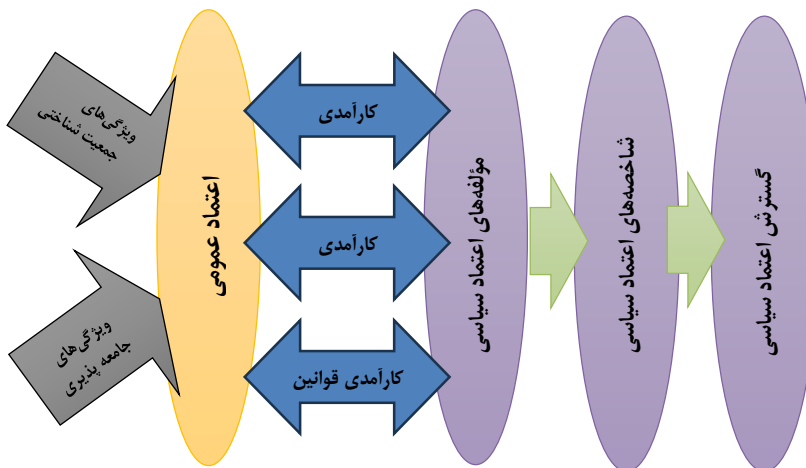 ویژگی‌های
جمعیت شناختی
ویژگی‌های
جامعه پذیری
اعتماد عمومی
کارآمدی
کارآمدی
کارآمدی قوانین
مؤلفه‌های اعتماد سیاسی
شاخصه‌های اعتماد سیاسی
گسترش اعتماد سیاسی